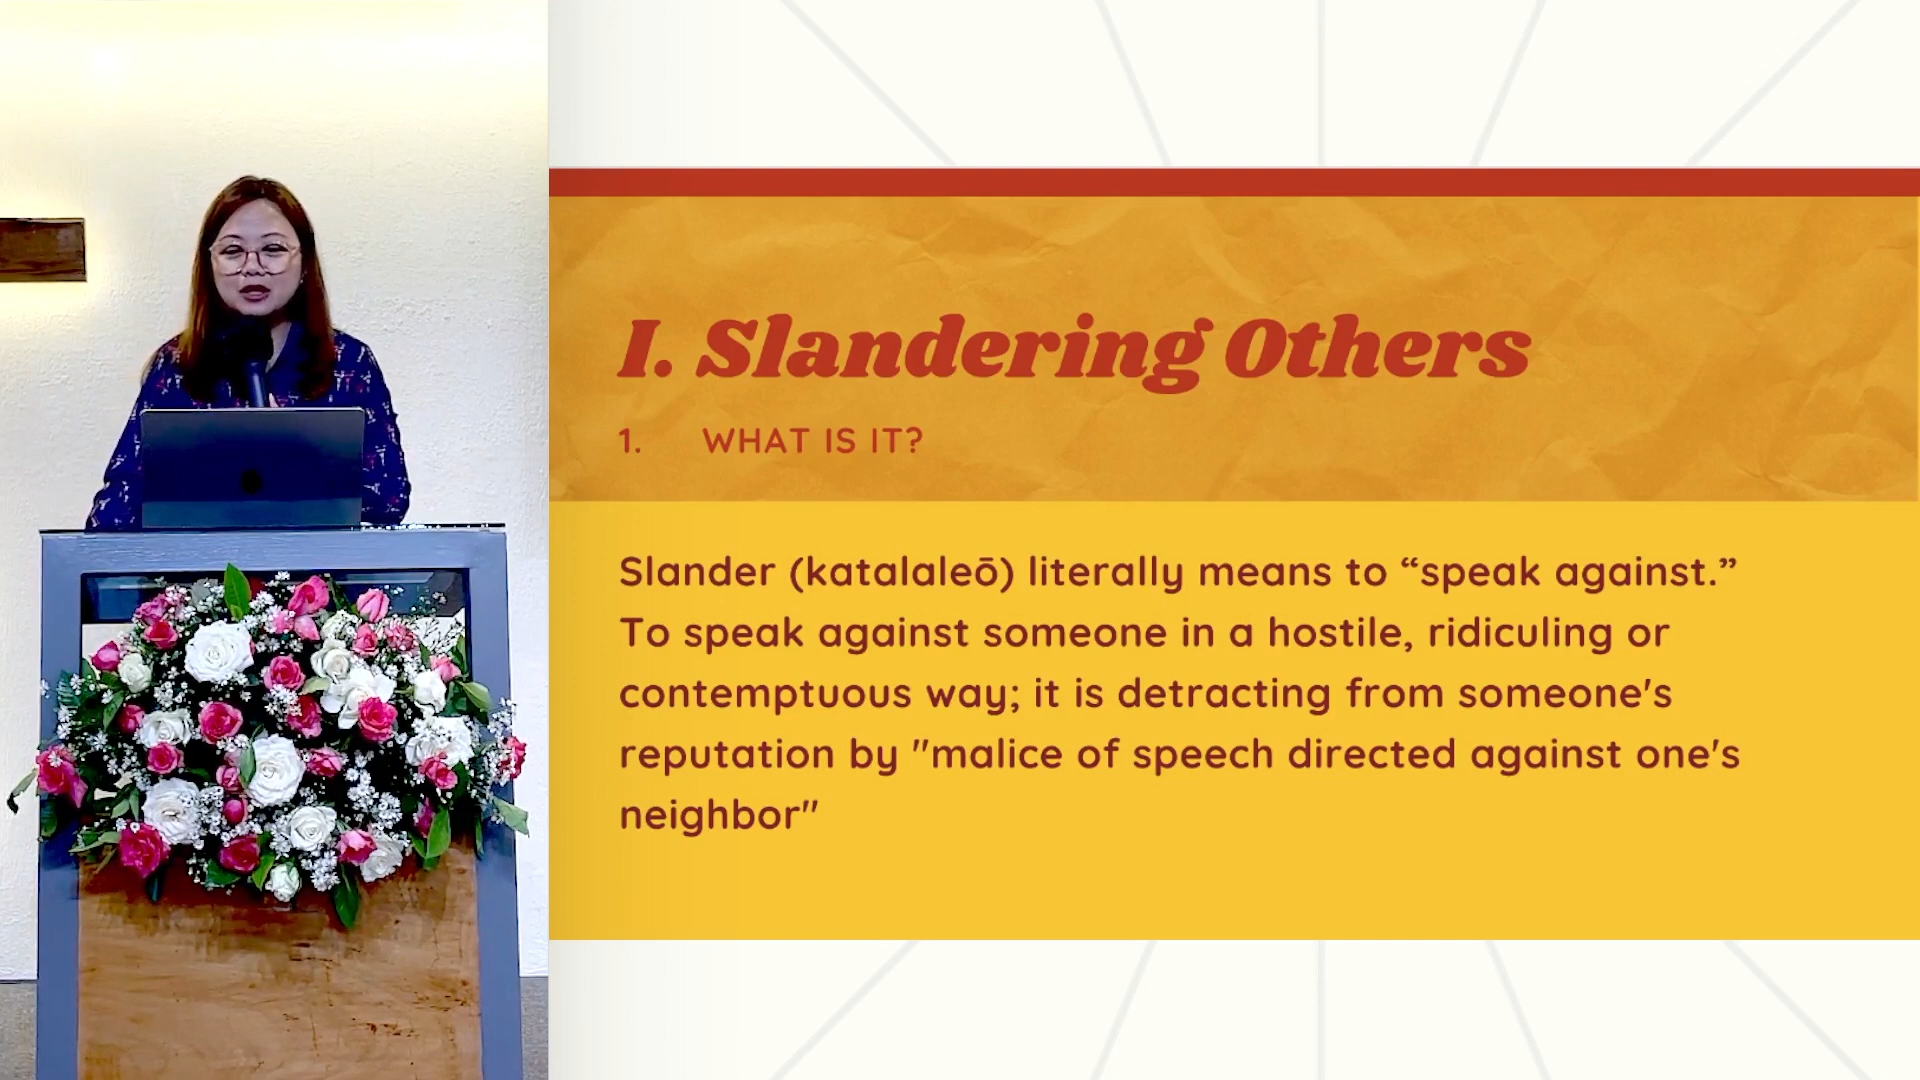 I. Slandering Others
1. WHAT IS IT?
Slander (katalaleō) literally means to “speak against.”
To speak against someone in a hostile, ridiculing or
contemptuous way; it is detracting from someone's
reputation by "malice of speech directed against one's
neighbor"